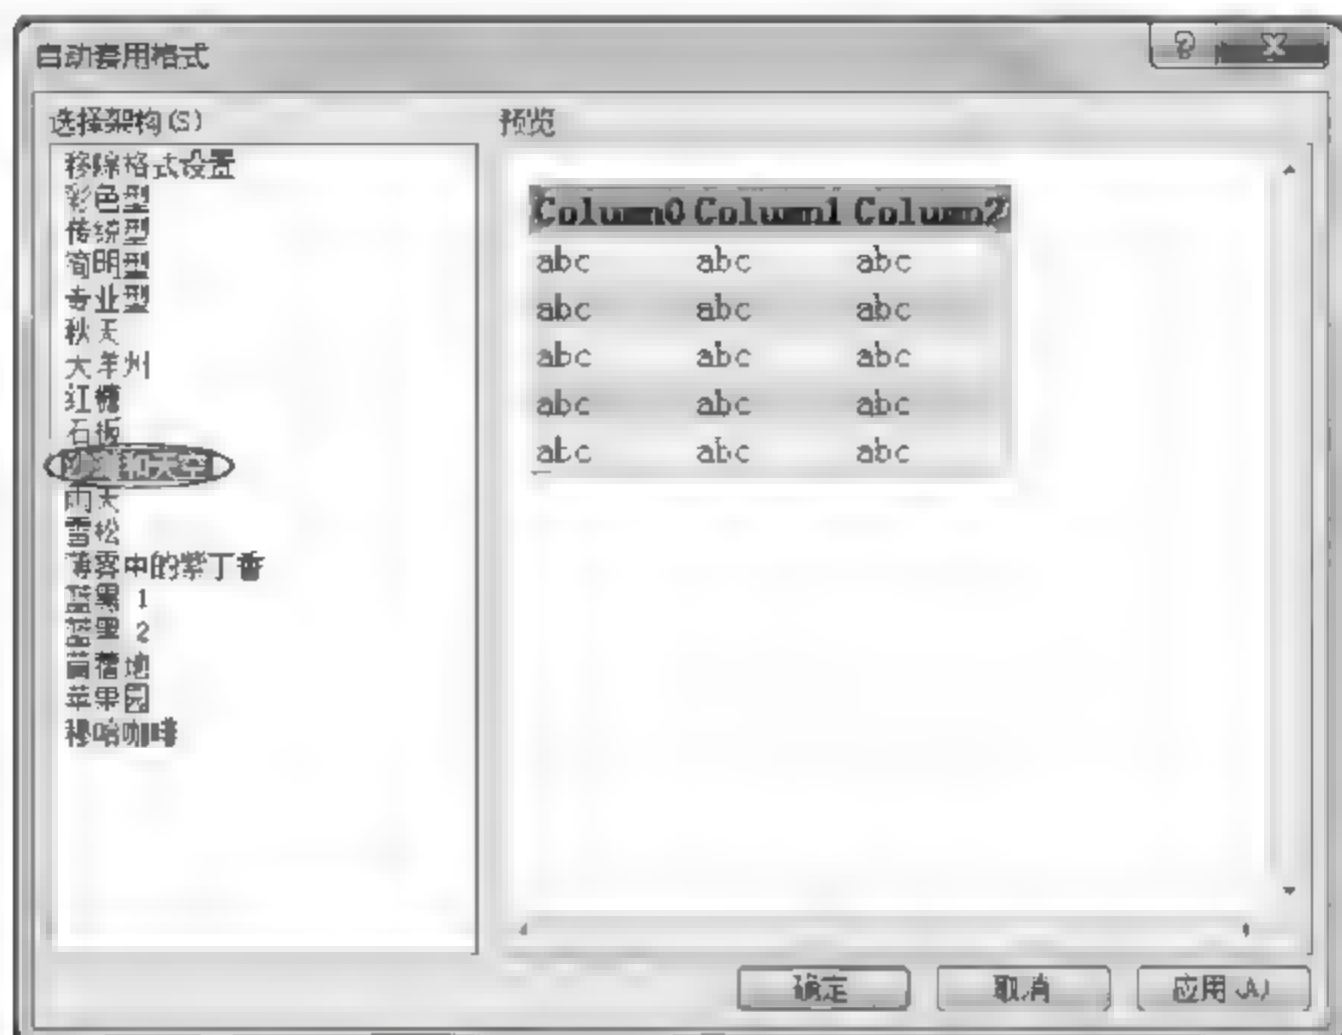 自动套用格式
选择架构(S)
移除格式设置
彩色型
传统型
简明型
专业型
秋天
大洋州
红糖
石板
沙漠和天空
雨天
雪松
薄雾中的紫丁香
蓝黑 1
蓝黑 2
苜蓿地
苹果园
穆哈咖啡
预览
Column0 Column1 Column2
abc abc abc
abc abc abc
abc abc abc
abc abc abc
abc abc abc
确定 取消 应用(A)